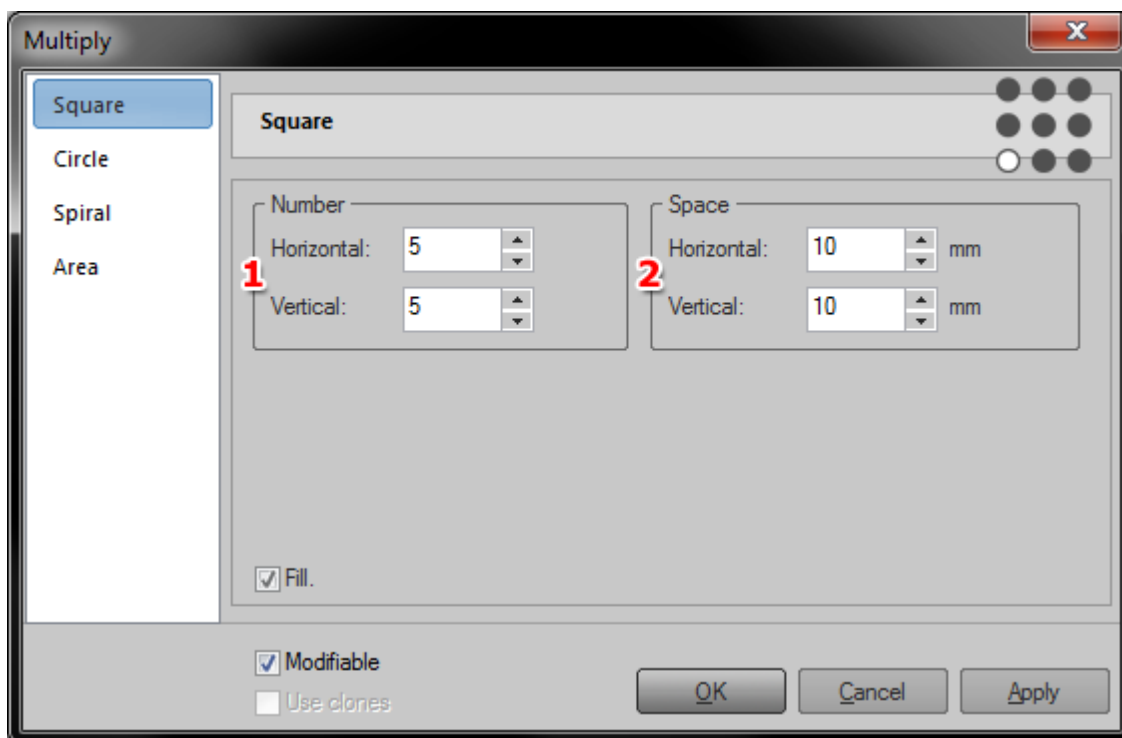 Multiply
Square
Circle
Spiral
Area
Square
Number
Horizontal: 5
Vertical: 5
1
Space
Horizontal: 10 mm
Vertical: 10 mm
2
Fill.
Modifiable
Use clones
OK
Cancel
Apply